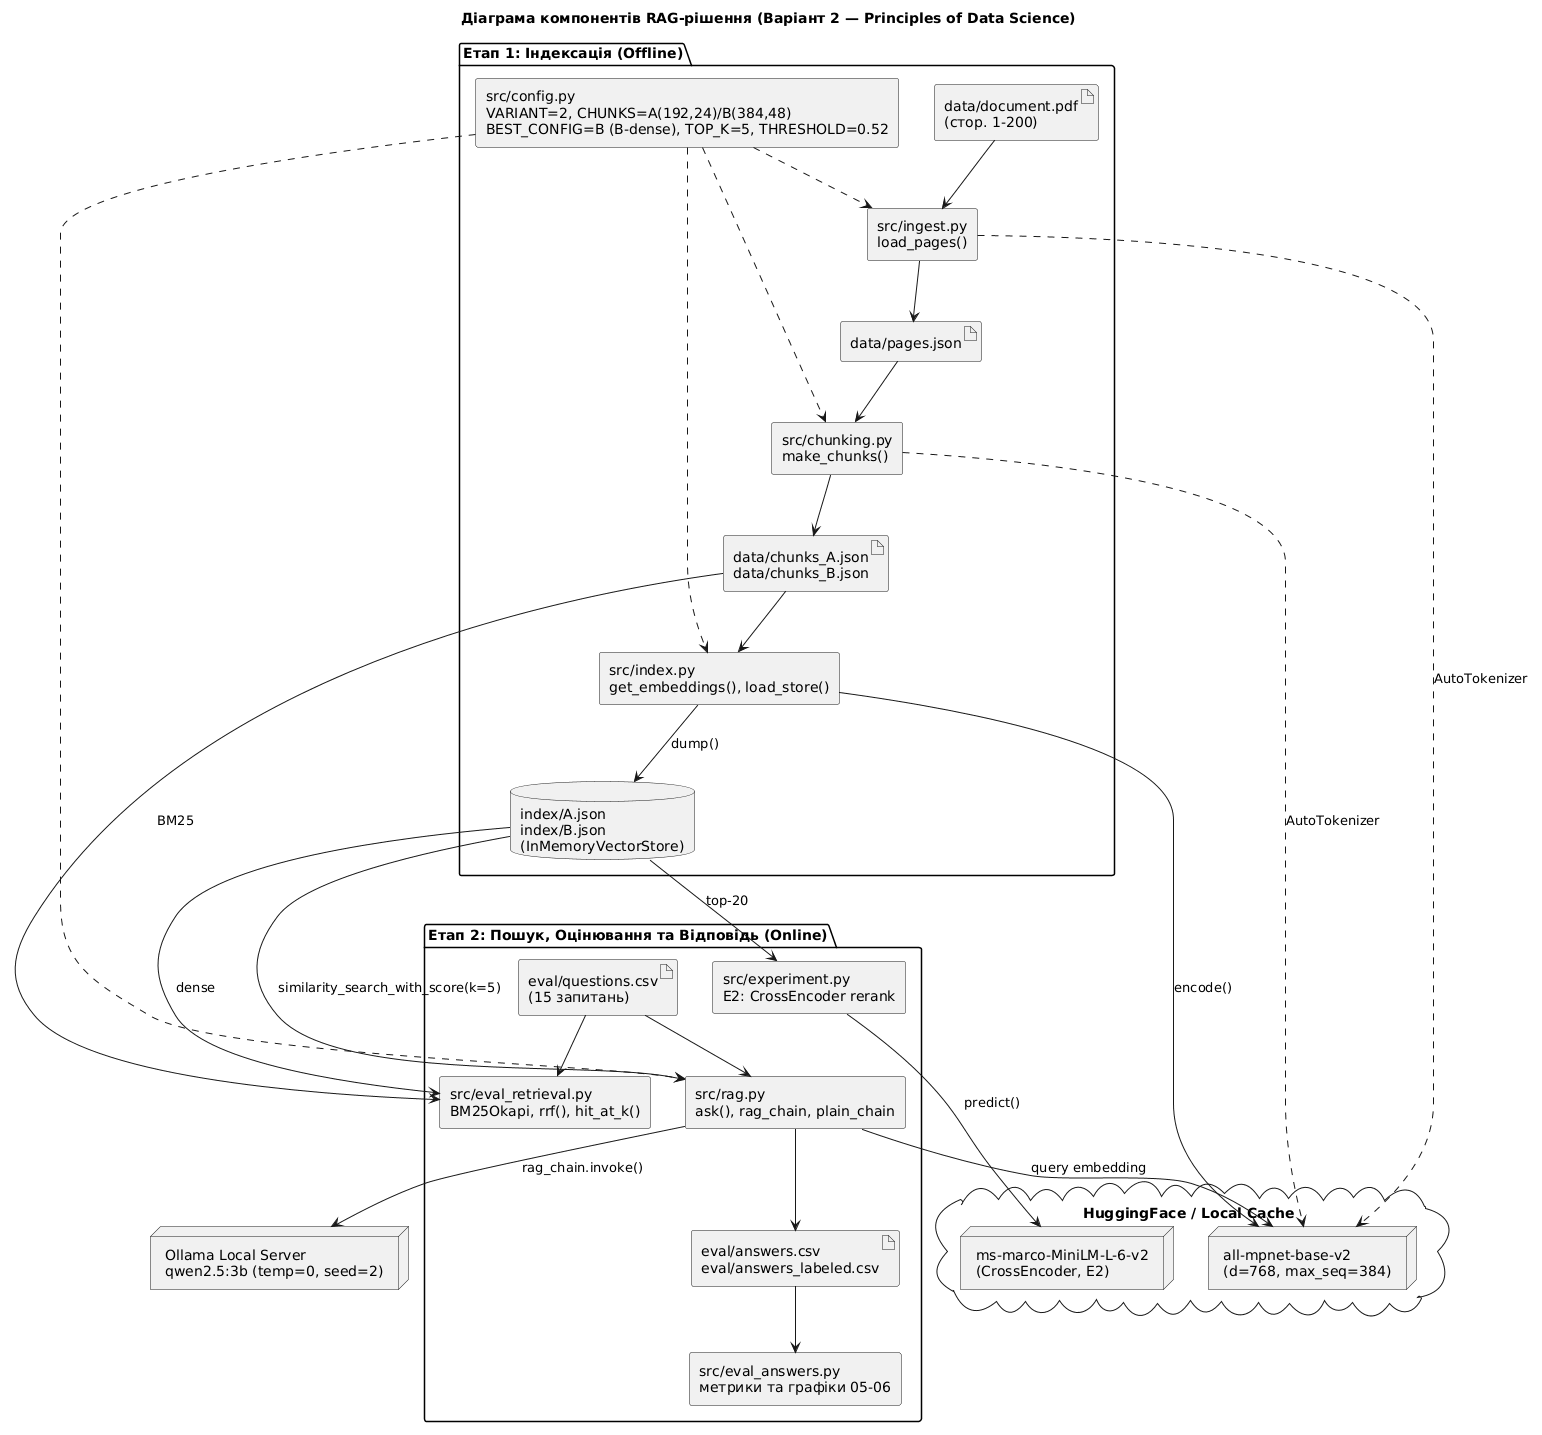 Діаграма компонентів RAG-рішення (Варіант 2 — Principles of Data Science)
Етап 1: Індексація (Offline)
src/config.py
VARIANT=2, CHUNKS=A(192,24)/B(384,48)
BEST_CONFIG=B (B-dense), TOP_K=5, THRESHOLD=0.52
data/document.pdf
(стор. 1-200)
src/ingest.py
load_pages()
data/pages.json
src/chunking.py
make_chunks()
data/chunks_A.json
data/chunks_B.json
src/index.py
get_embeddings(), load_store()
AutoTokenizer
dump()
index/A.json
index/B.json
(InMemoryVectorStore)
BM25
AutoTokenizer
top-20
Етап 2: Пошук, Оцінювання та Відповідь (Online)
eval/questions.csv
(15 запитань)
src/experiment.py
E2: CrossEncoder rerank
dense
similarity_search_with_score(k=5)
encode()
src/eval_retrieval.py
BM25Okapi, rrf(), hit_at_k()
src/rag.py
ask(), rag_chain, plain_chain
predict()
rag_chain.invoke()
query embedding
HuggingFace / Local Cache
Ollama Local Server
qwen2.5:3b (temp=0, seed=2)
eval/answers.csv
eval/answers_labeled.csv
ms-marco-MiniLM-L-6-v2
(CrossEncoder, E2)
all-mpnet-base-v2
(d=768, max_seq=384)
src/eval_answers.py
метрики та графіки 05-06